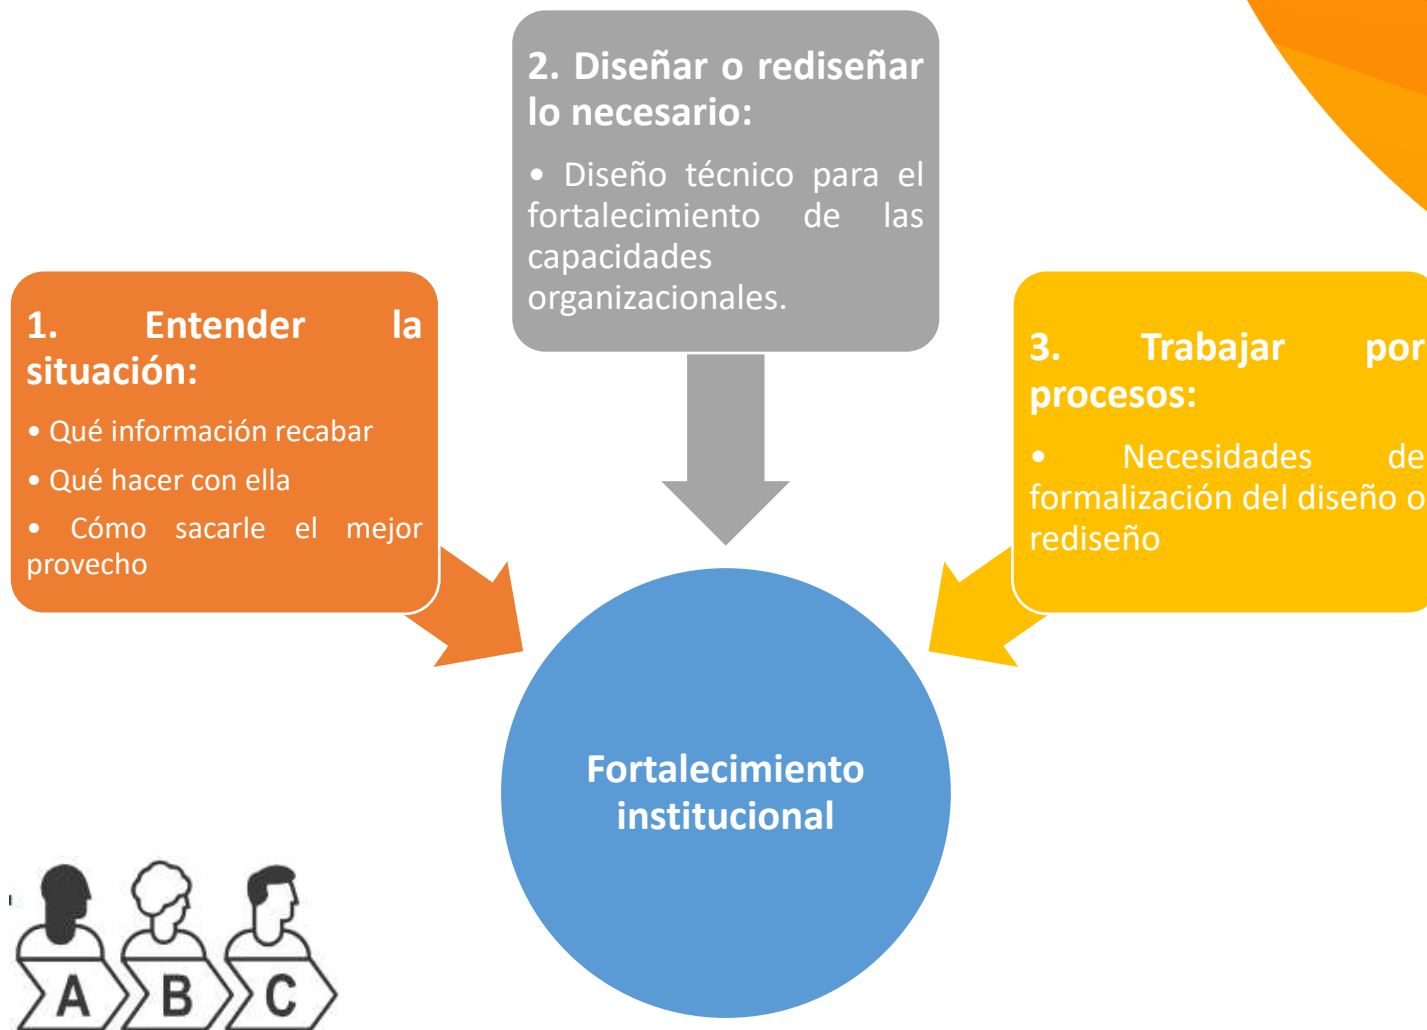 1. Entender la
situación:
• Qué información recabar
• Qué hacer con ella
• Cómo sacarle el mejor
provecho
2. Diseñar o rediseñar
lo necesario:
• Diseño técnico para el
fortalecimiento de las
capacidades
organizacionales.
3. Trabajar por
procesos:
• Necesidades de
formalización del diseño o
rediseño
Fortalecimiento
institucional
A B C